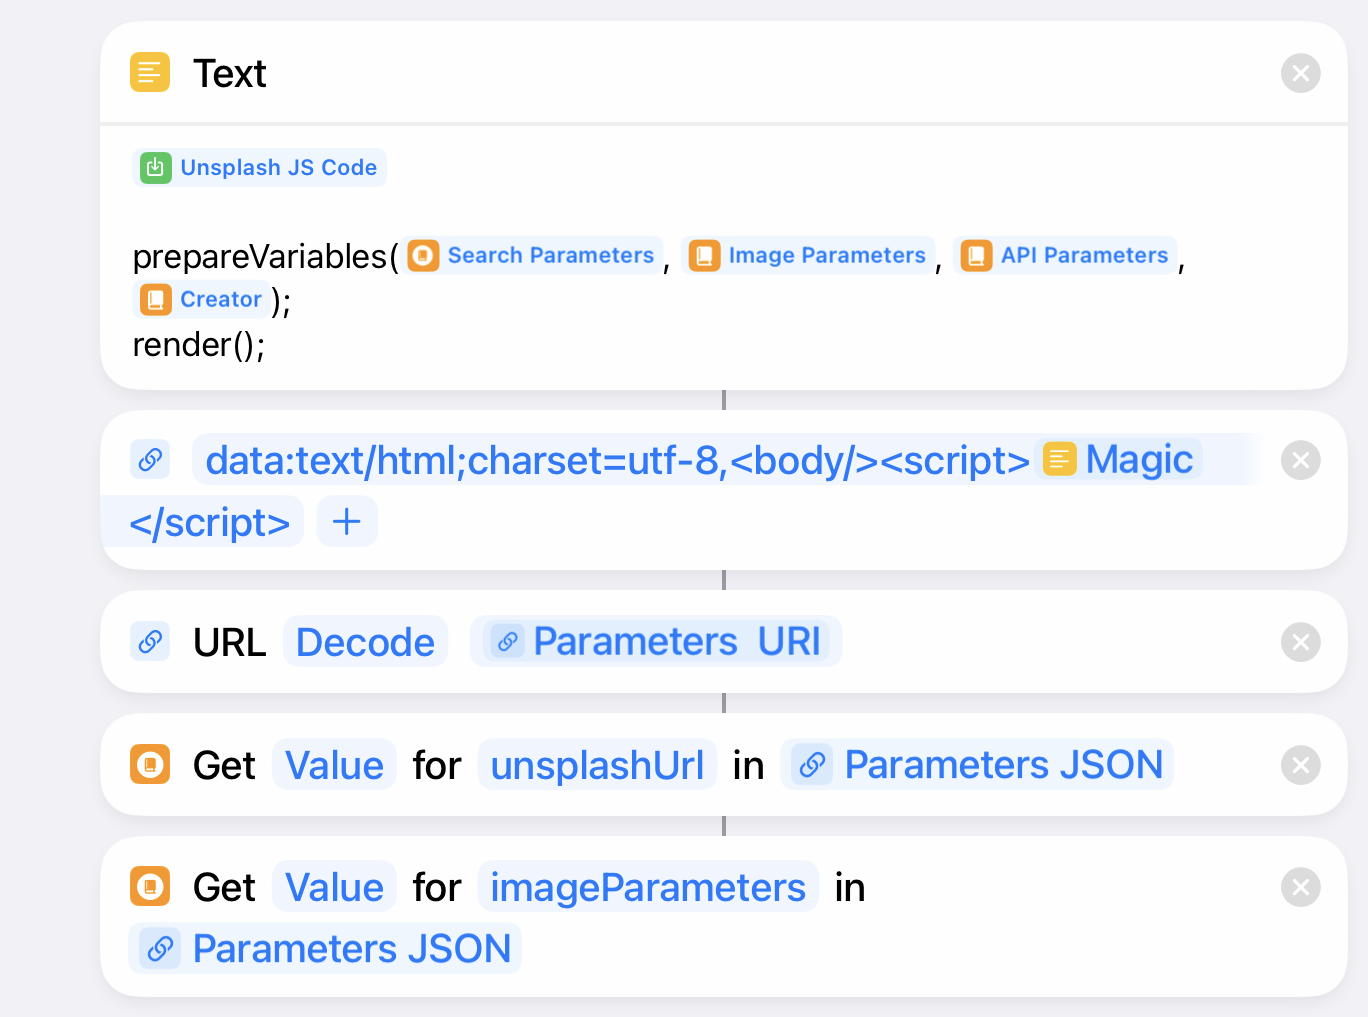 Text
Unsplash JS Code
prepareVariables( Search Parameters , Image Parameters , API Parameters ,
Creator );
render();
data:text/html;charset=utf-8,<body/><script> Magic
</script> +
URL Decode Parameters URI
Get Value for unsplashUrl in Parameters JSON
Get Value for imageParameters in
Parameters JSON